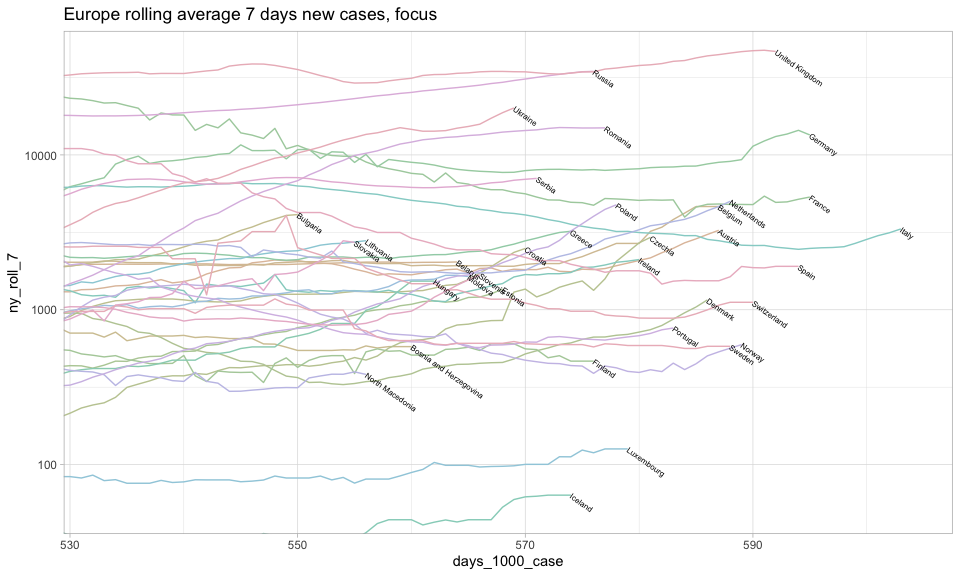 Europe rolling average 7 days new cases, focus
ny_roll_7
10000
1000
100
United Kingdom
Russia
Ukraine
Romania
Germany
Serbia
France
Poland
Netherlands
Belgium
Bulgaria
Greece
Italy
Austria
Lithuania
Slovakia
Czechia
Croatia
Ireland
Spain
Belarus
Moldova
Slovenia
Estonia
Hungary
Denmark
Switzerland
Portugal
Norway
Sweden
Bosnia and Herzegovina
Finland
North Macedonia
Luxembourg
Iceland
530
550
570
590
days_1000_case